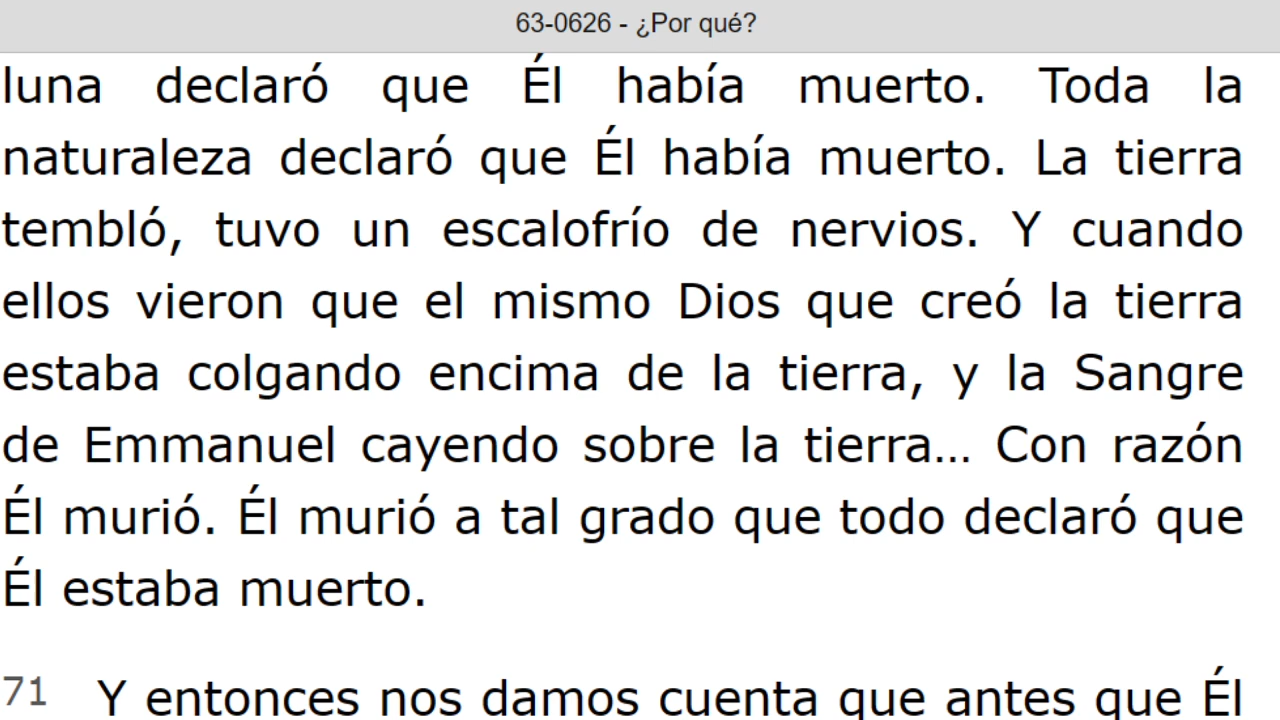 63-0626 - ¿Por qué?
luna declaró que Él había muerto. Toda la
naturaleza declaró que Él había muerto. La tierra
tembló, tuvo un escalofrío de nervios. Y cuando
ellos vieron que el mismo Dios que creó la tierra
estaba colgando encima de la tierra, y la Sangre
de Emmanuel cayendo sobre la tierra... Con razón
Él murió. Él murió a tal grado que todo declaró que
Él estaba muerto.
71 Y entonces nos damos cuenta que antes que Él